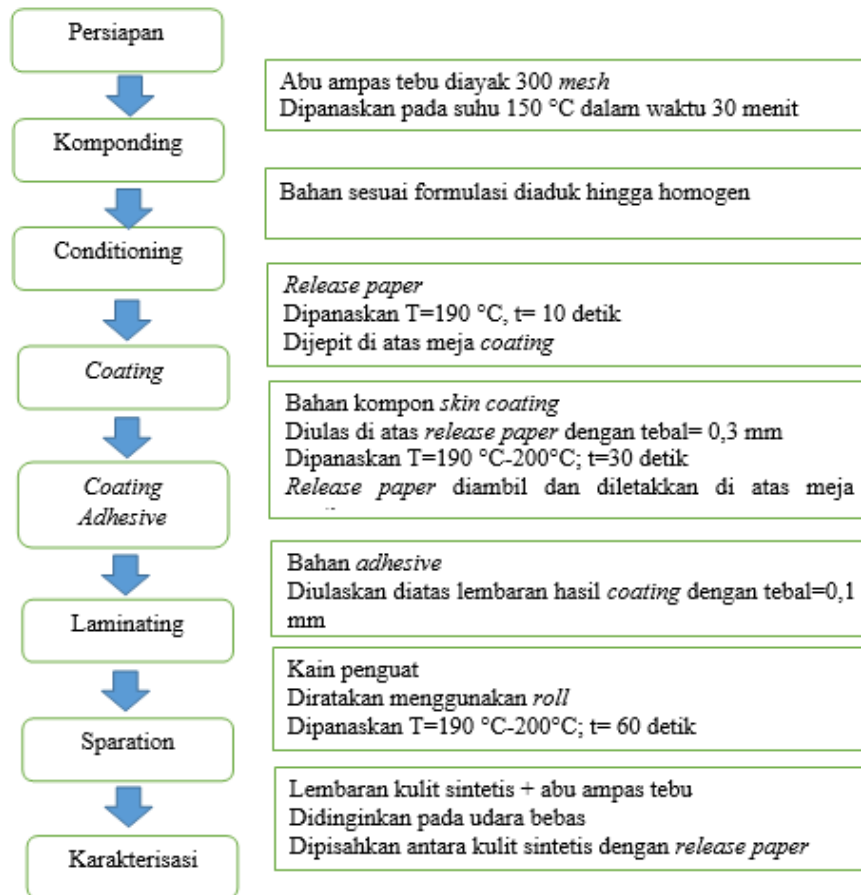 Persiapan
Abu ampas tebu diayak 300 mesh
Dipanaskan pada suhu 150 °C dalam waktu 30 menit
Komponding
Bahan sesuai formulasi diaduk hingga homogen
Conditioning
Release paper
Dipanaskan T=190 °C, t= 10 detik
Dijepit di atas meja coating
Coating
Bahan kompon skin coating
Diulas di atas release paper dengan tebal= 0,3 mm
Dipanaskan T=190 °C-200°C; t=30 detik
Release paper diambil dan diletakkan di atas meja
Coating
Adhesive
Bahan adhesive
Diulaskan diatas lembaran hasil coating dengan tebal=0,1
mm
Laminating
Kain penguat
Diratakan menggunakan roll
Dipanaskan T=190 °C-200°C; t= 60 detik
Sparation
Lembaran kulit sintetis + abu ampas tebu
Didinginkan pada udara bebas
Dipisahkan antara kulit sintetis dengan release paper
Karakterisasi